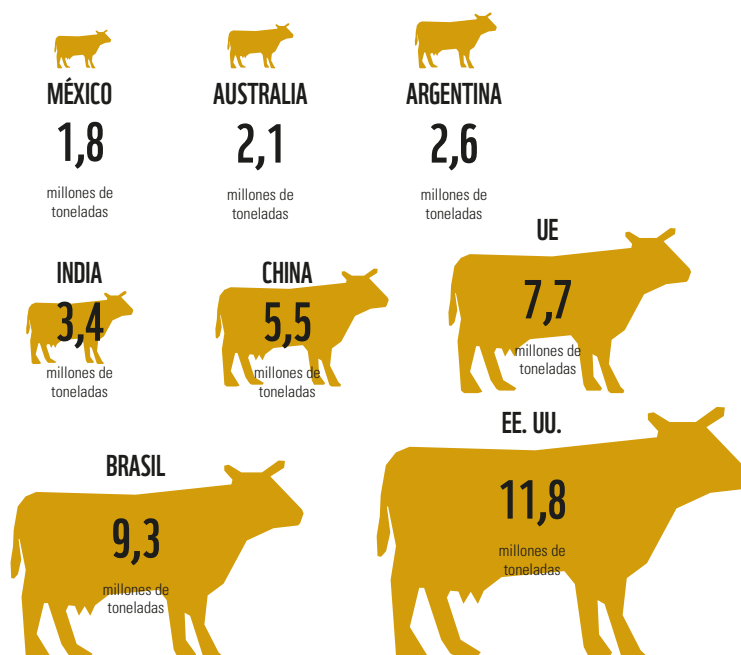 MÉXICO
1,8
millones de
toneladas
AUSTRALIA
2,1
millones de
toneladas
ARGENTINA
2,6
millones de
toneladas
INDIA
3,4
millones de
toneladas
CHINA
5,5
millones de
toneladas
UE
7,7
millones de
toneladas
BRASIL
9,3
millones de
toneladas
EE. UU.
11,8
millones de
toneladas